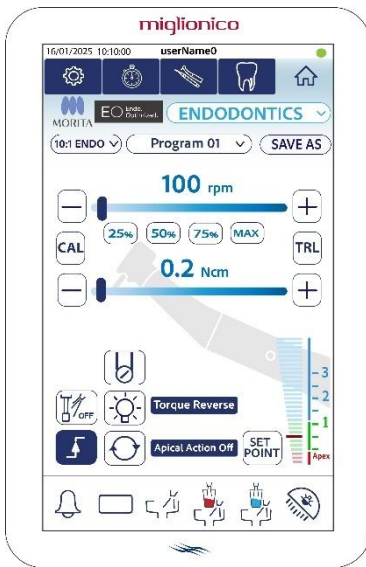 miglionico
16/01/2025 10:10:00 userName0
MORITA EO Endo. Optimized. ENDODONTICS
10:1 ENDO Program 01 SAVE AS
100 rpm
25% 50% 75% MAX
CAL TRL
0.2 Ncm
3
2
OFF Torque Reverse
1
Apical Action Off SET POINT
Apex